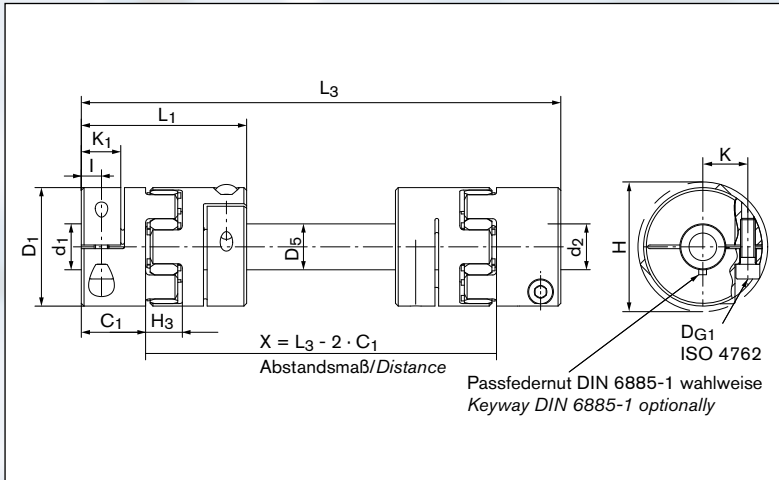 L3
L1
K1
I
D1
d1
D5
d2
C1
H3
X = L3 - 2 · C1
Abstandsmaß/Distance
K
H
DG1
ISO 4762
Passfedernut DIN 6885-1 wahlweise
Keyway DIN 6885-1 optionally